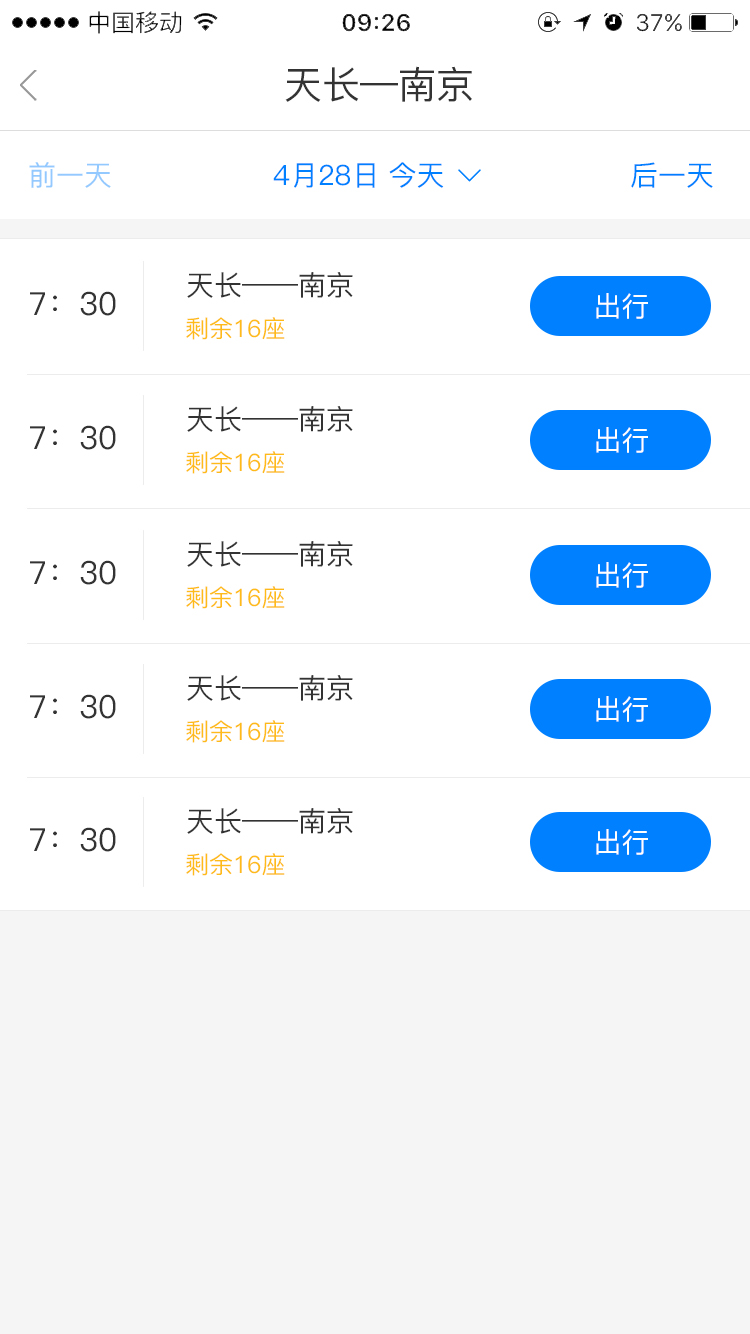 中国移动 09:26 37%
天长—南京
前一天 4月28日 今天 后一天
7：30 天长——南京 出行
剩余16座
7：30 天长——南京 出行
剩余16座
7：30 天长——南京 出行
剩余16座
7：30 天长——南京 出行
剩余16座
7：30 天长——南京 出行
剩余16座